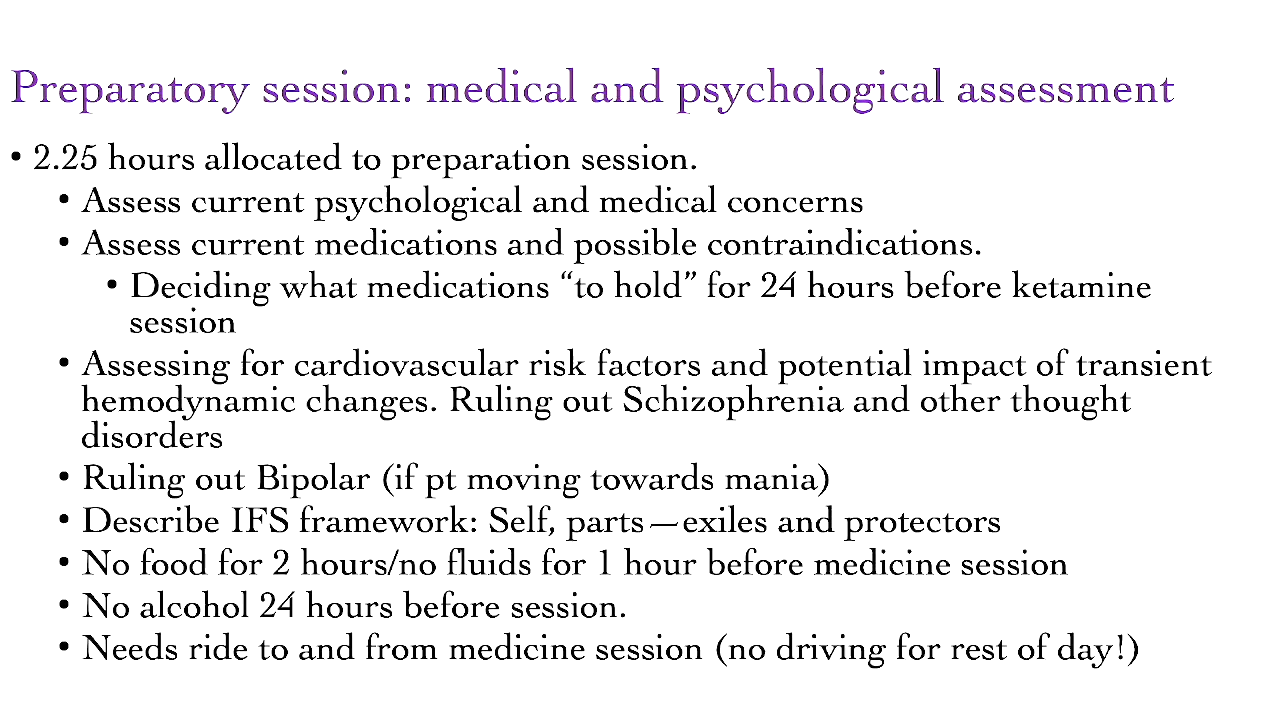 Preparatory session: medical and psychological assessment
• 2.25 hours allocated to preparation session.
• Assess current psychological and medical concerns
• Assess current medications and possible contraindications.
• Deciding what medications “to hold” for 24 hours before ketamine
session
• Assessing for cardiovascular risk factors and potential impact of transient
hemodynamic changes. Ruling out Schizophrenia and other thought
disorders
• Ruling out Bipolar (if pt moving towards mania)
• Describe IFS framework: Self, parts—exiles and protectors
• No food for 2 hours/no fluids for 1 hour before medicine session
• No alcohol 24 hours before session.
• Needs ride to and from medicine session (no driving for rest of day!)